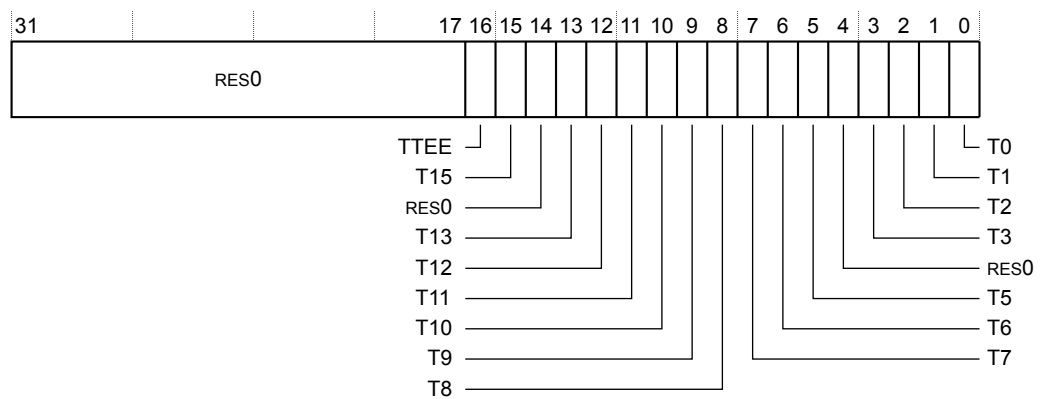 31 17 16 15 14 13 12 11 10 9 8 7 6 5 4 3 2 1 0
RES0
TTEE T0
T15 T1
RES0 T2
T13 T3
T12 RES0
T11 T5
T10 T6
T9 T7
T8